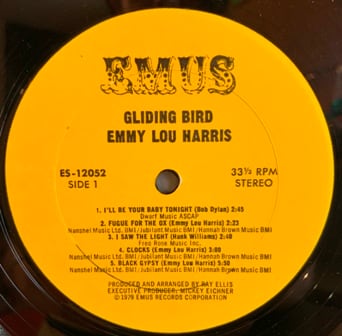 EMUS
GLIDING BIRD
EMMY LOU HARRIS
ES-12052
SIDE 1
33⅓ RPM
STEREO
1. I'LL BE YOUR BABY TONIGHT (Bob Dylan) 2:45
Dwarf Music ASCAP
2. FUGUE FOR THE OX (Emmy Lou Harris) 2:23
Nanshel Music Ltd. BMI/Jubilant Music BMI/Hannah Brown Music BMI
3. I SAW THE LIGHT (Hank Williams) 2:48
Fred Rose Music Inc.
4. CLOCKS (Emmy Lou Harris) 3:00
Nanshel Music Ltd. BMI/Jubilant Music BMI/Hannah Brown Music BMI
5. BLACK GYPSY (Emmy Lou Harris) 5:50
Nanshel Music Ltd. BMI/Jubilant Music BMI/Hannah Brown Music BMI
PRODUCED AND ARRANGED BY RAY ELLIS
EXECUTIVE PRODUCER, MICKEY EICHNER
© 1979 EMUS RECORDS CORPORATION